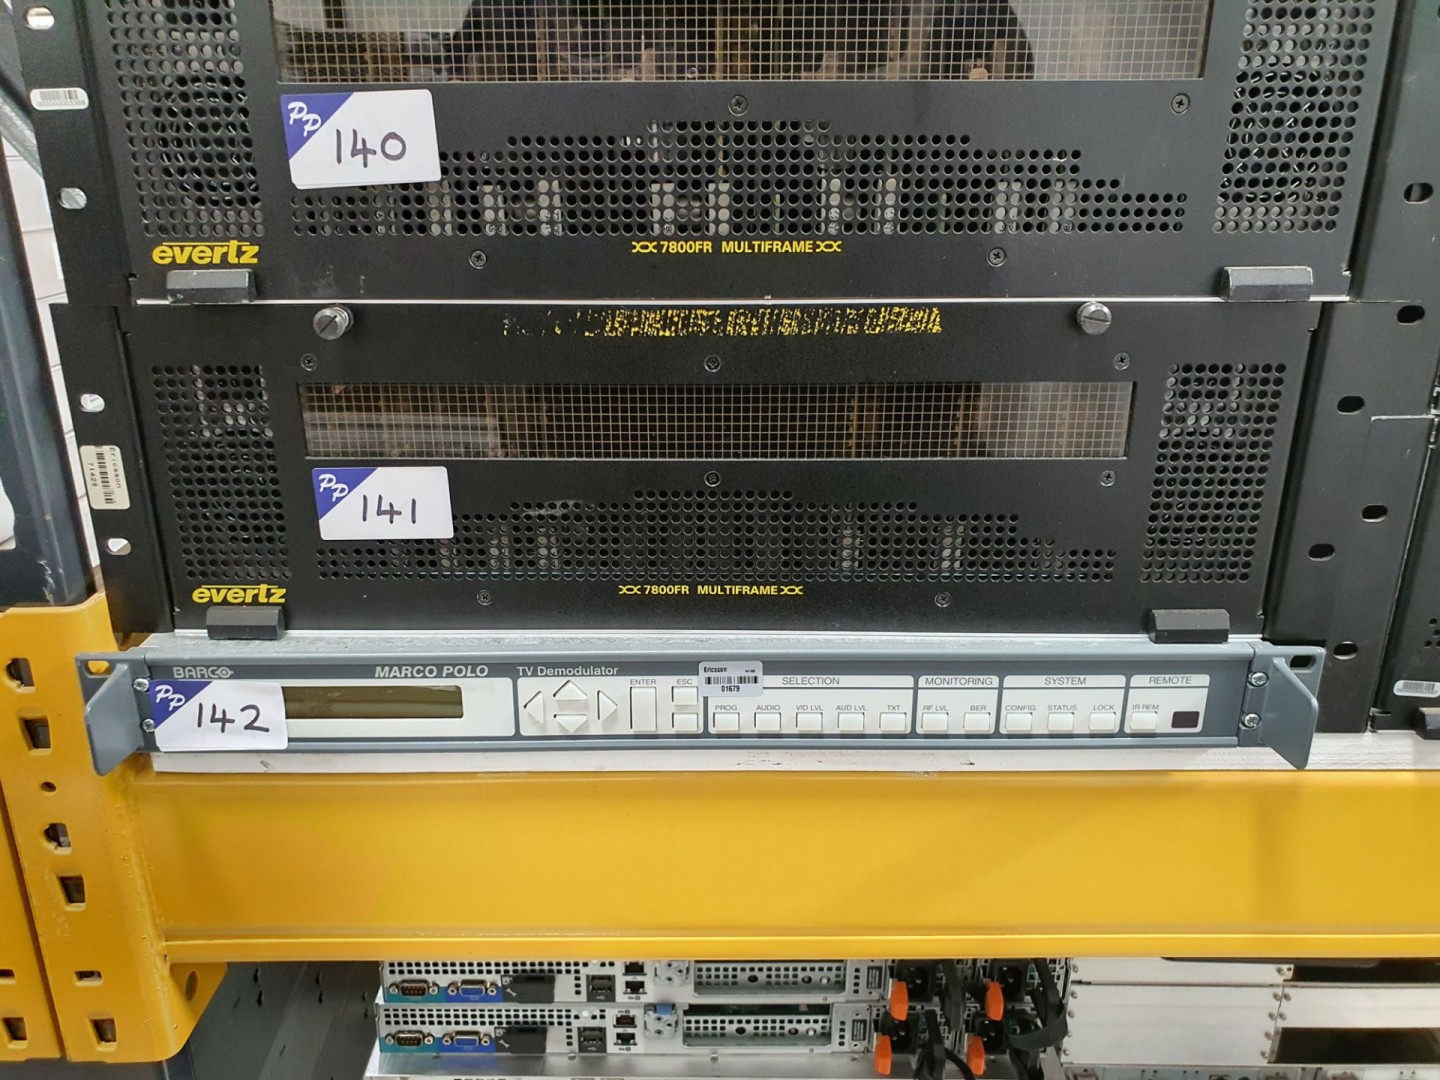 PP
140
evertz
7800FR MULTIFRAME
PP
141
Ericsson
71429
evertz
7800FR MULTIFRAME
BARCO
MARCO POLO
TV Demodulator
PP
142
ENTER
ESC
Ericsson
01679
SELECTION
MONITORING
SYSTEM
REMOTE
PROG
AUDIO
VID LVL
AUD LVL
TXT
RF LVL
BER
CONFIG
STATUS
LOCK
IR REM